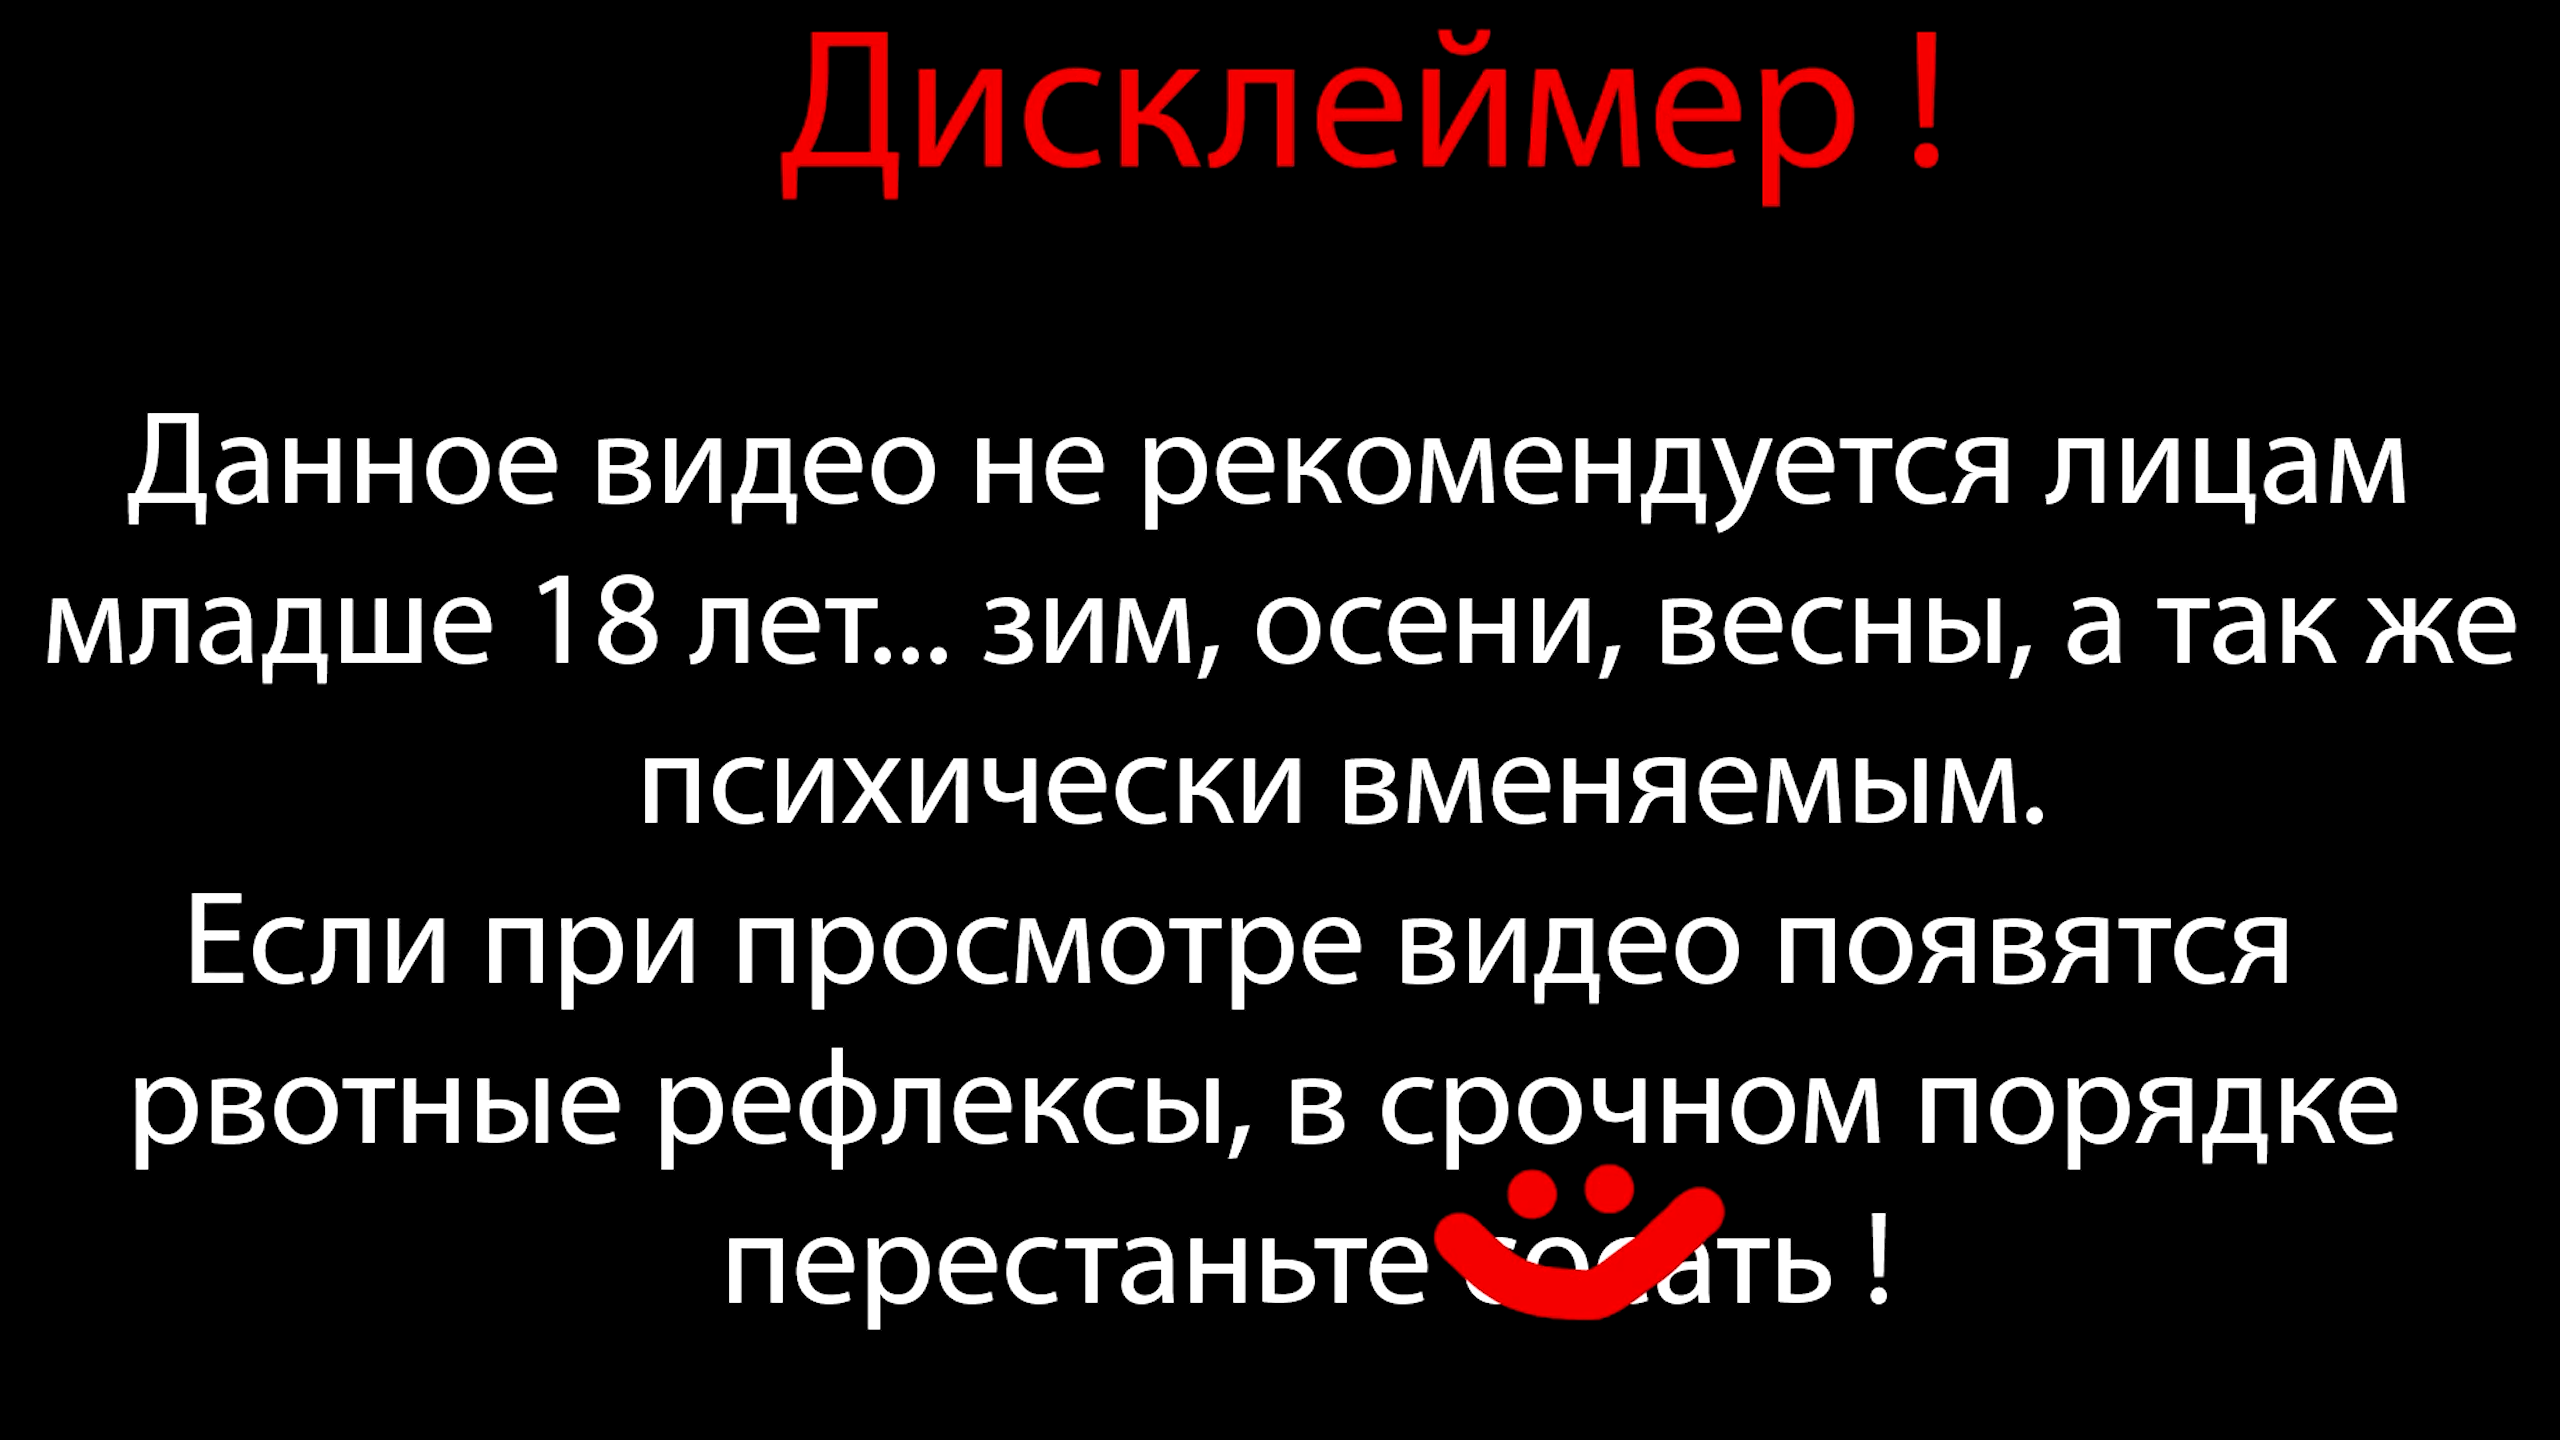 Дисклеймер !
Данное видео не рекомендуется лицам
младше 18 лет... зим, осени, весны, а так же
психически вменяемым.
Если при просмотре видео появятся
рвотные рефлексы, в срочном порядке
перестаньте сосать !